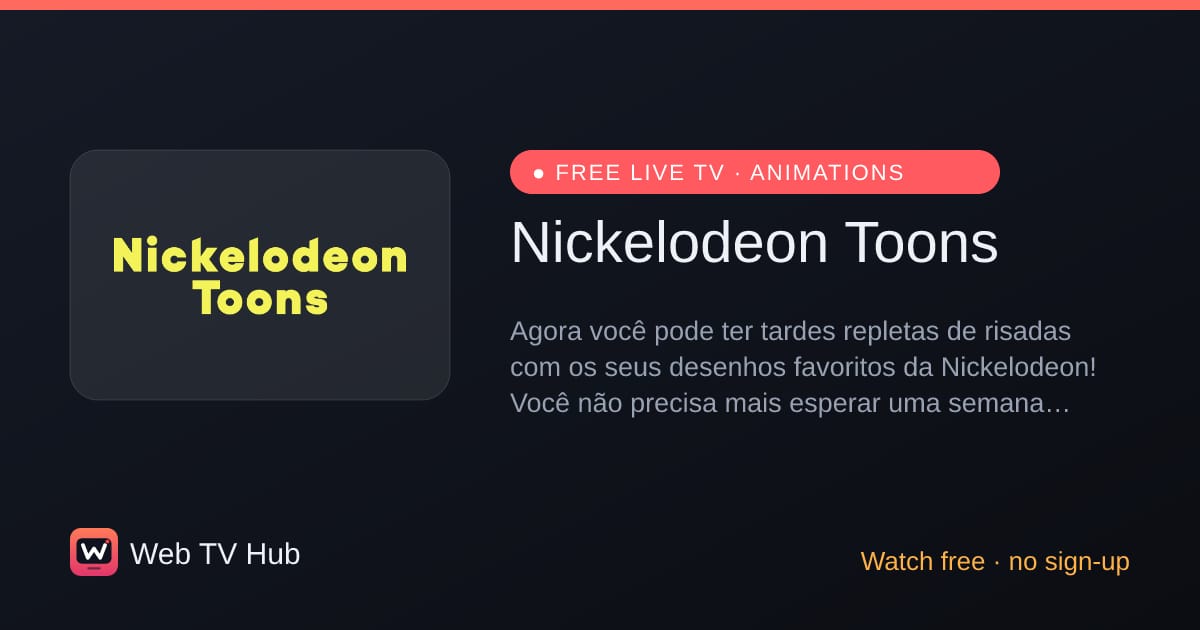 Nickelodeon
Toons
FREE LIVE TV · ANIMATIONS
Nickelodeon Toons
Agora você pode ter tardes repletas de risadas
com os seus desenhos favoritos da Nickelodeon!
Você não precisa mais esperar uma semana…
W
Web TV Hub
Watch free · no sign-up